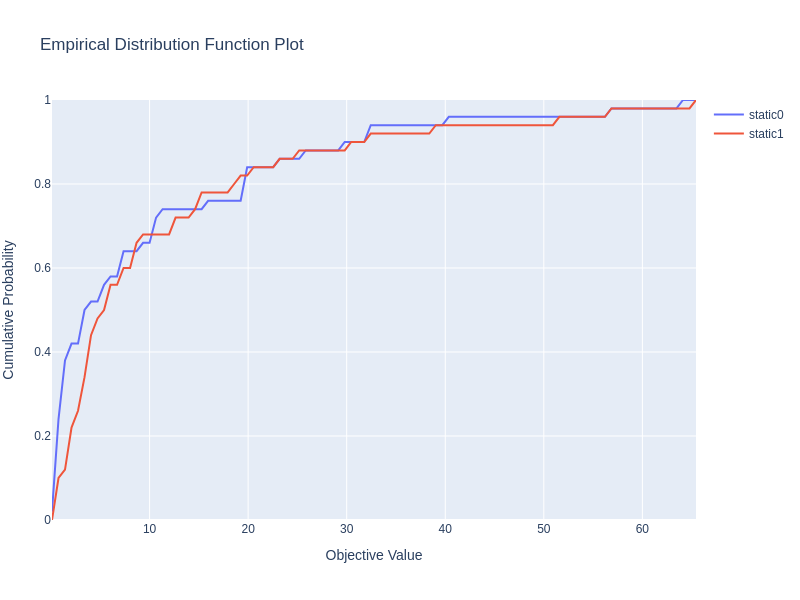 Empirical Distribution Function Plot
static0
static1
Cumulative Probability
1
0.8
0.6
0.4
0.2
0
10
20
30
40
50
60
Objective Value